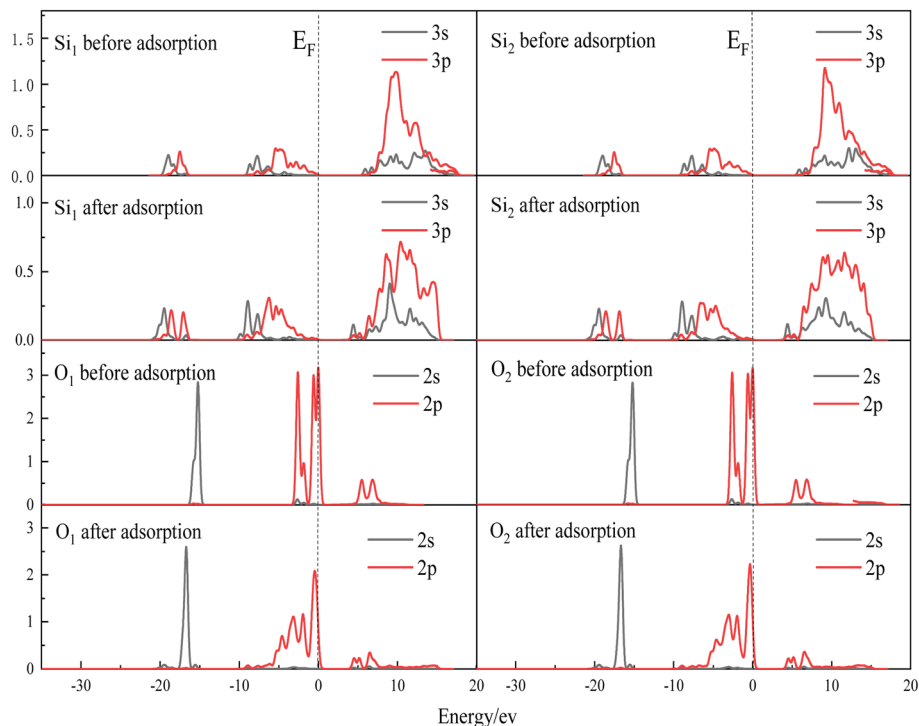 Si1 before adsorption
EF
3s
3p
Si2 before adsorption
EF
3s
3p
1.5
1.0
0.5
0.0
Si1 after adsorption
3s
3p
Si2 after adsorption
3s
3p
1.0
0.5
0.0
O1 before adsorption
2s
2p
O2 before adsorption
2s
2p
3
2
1
0
O1 after adsorption
2s
2p
O2 after adsorption
2s
2p
3
2
1
0
-30 -20 -10 0 10 -30 -20 -10 0 10 20
Energy/ev